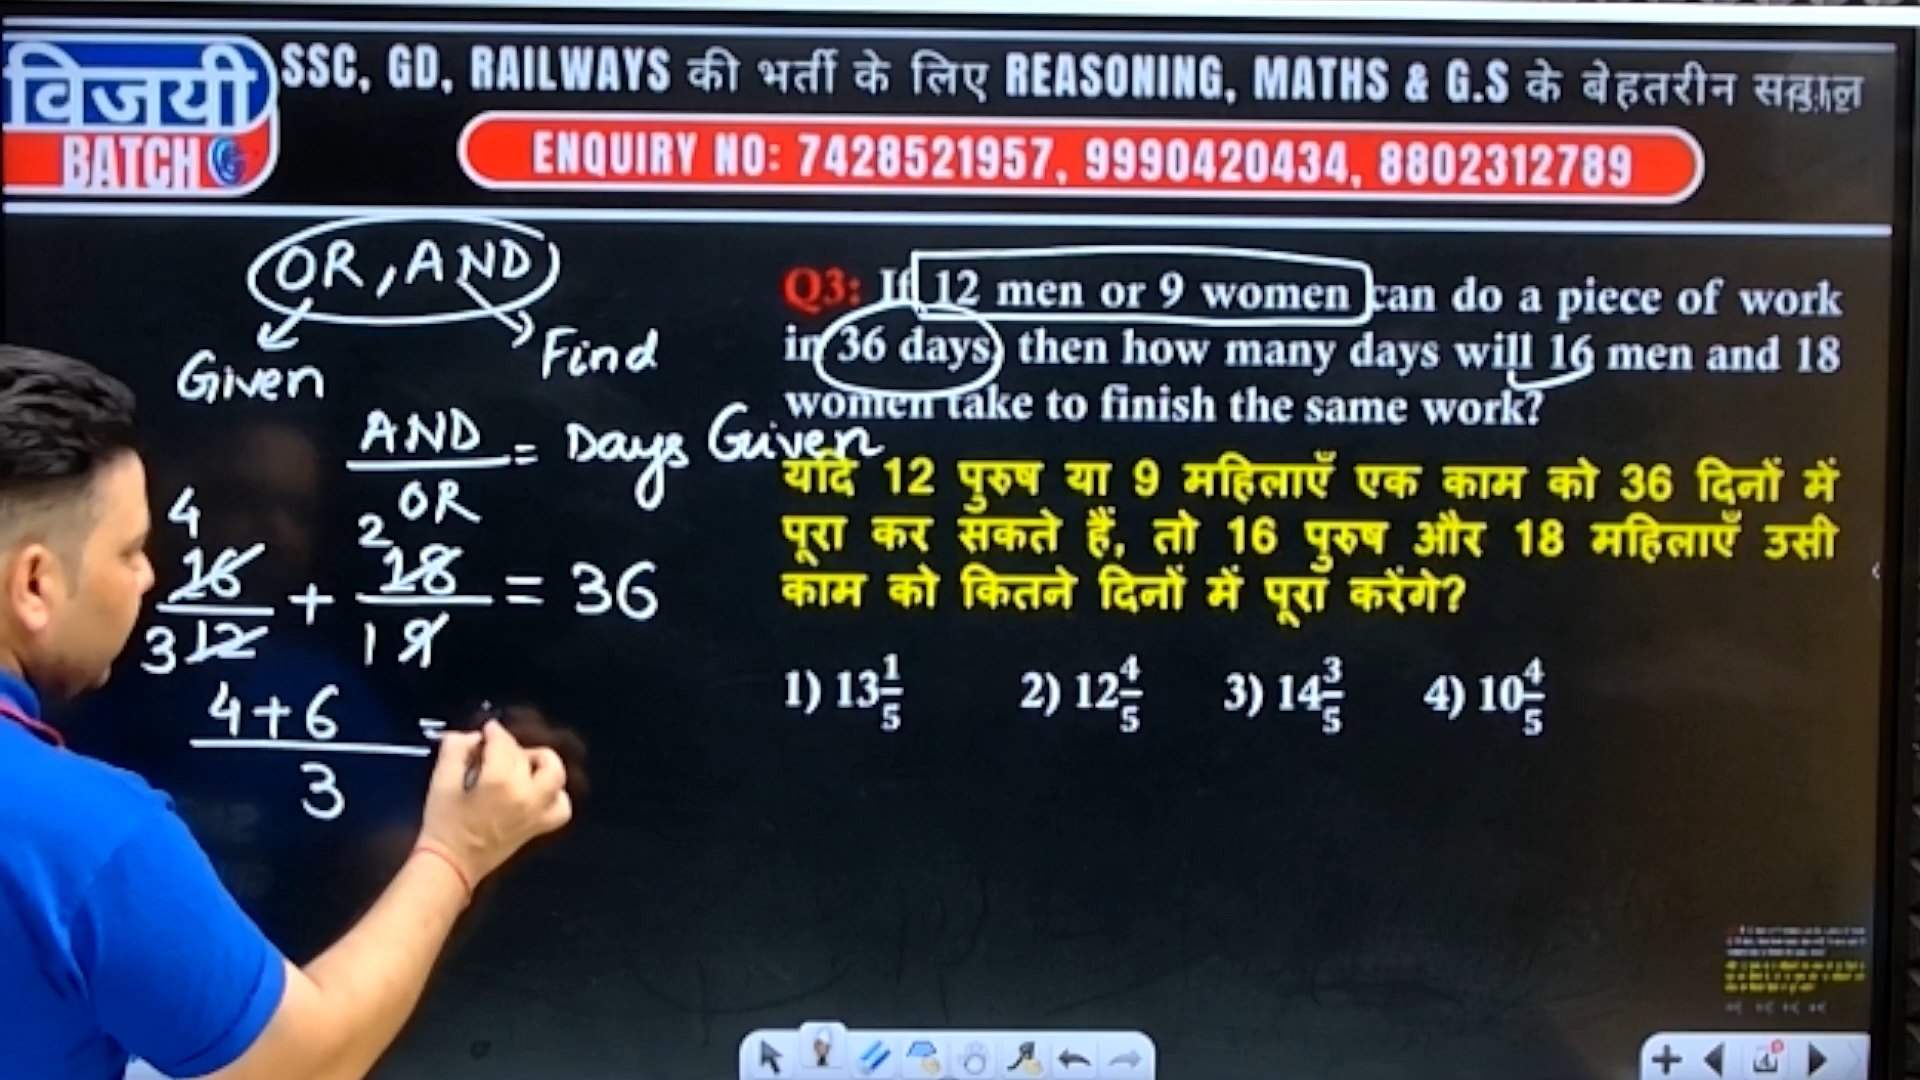 विजयी
BATCH
SSC, GD, RAILWAYS की भर्ती के लिए REASONING, MATHS & G.S के बेहतरीन सवाल
ENQUIRY NO: 7428521957, 9990420434, 8802312789
OR, AND
Given
Find
AND
OR
= Days Given
4
16
3 12
+
2
18
1 9
= 36
4+6
3
=
Q3: If 12 men or 9 women can do a piece of work
in 36 days, then how many days will 16 men and 18
women take to finish the same work?
यदि 12 पुरुष या 9 महिलाएँ एक काम को 36 दिनों में
पूरा कर सकते हैं, तो 16 पुरुष और 18 महिलाएँ उसी
काम को कितने दिनों में पूरा करेंगे?
1) 13 1/5 2) 12 4/5 3) 14 3/5 4) 10 4/5